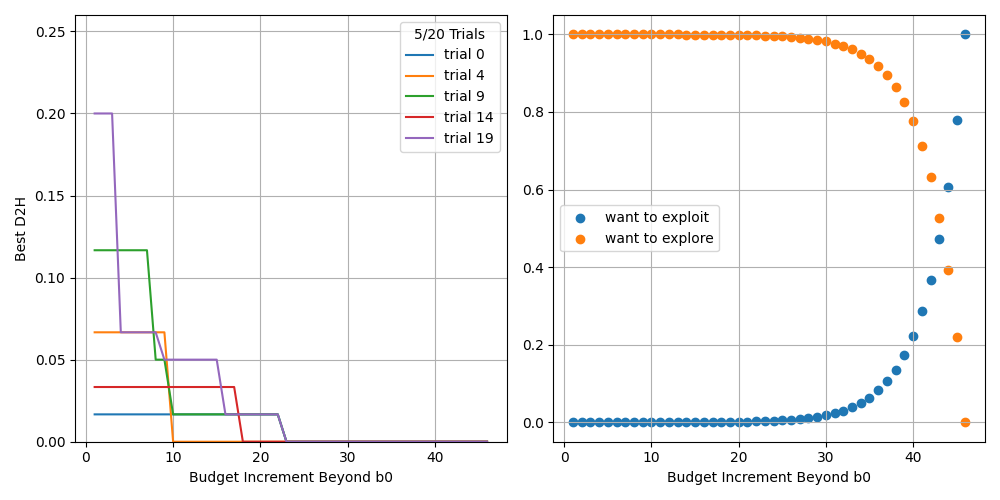 5/20 Trials
trial 0
trial 4
trial 9
trial 14
trial 19
Best D2H
0.25
0.20
0.15
0.10
0.05
0.00
0 10 20 30 40
Budget Increment Beyond b0
1.0
0.8
0.6
0.4
0.2
0.0
want to exploit
want to explore
0 10 20 30 40
Budget Increment Beyond b0